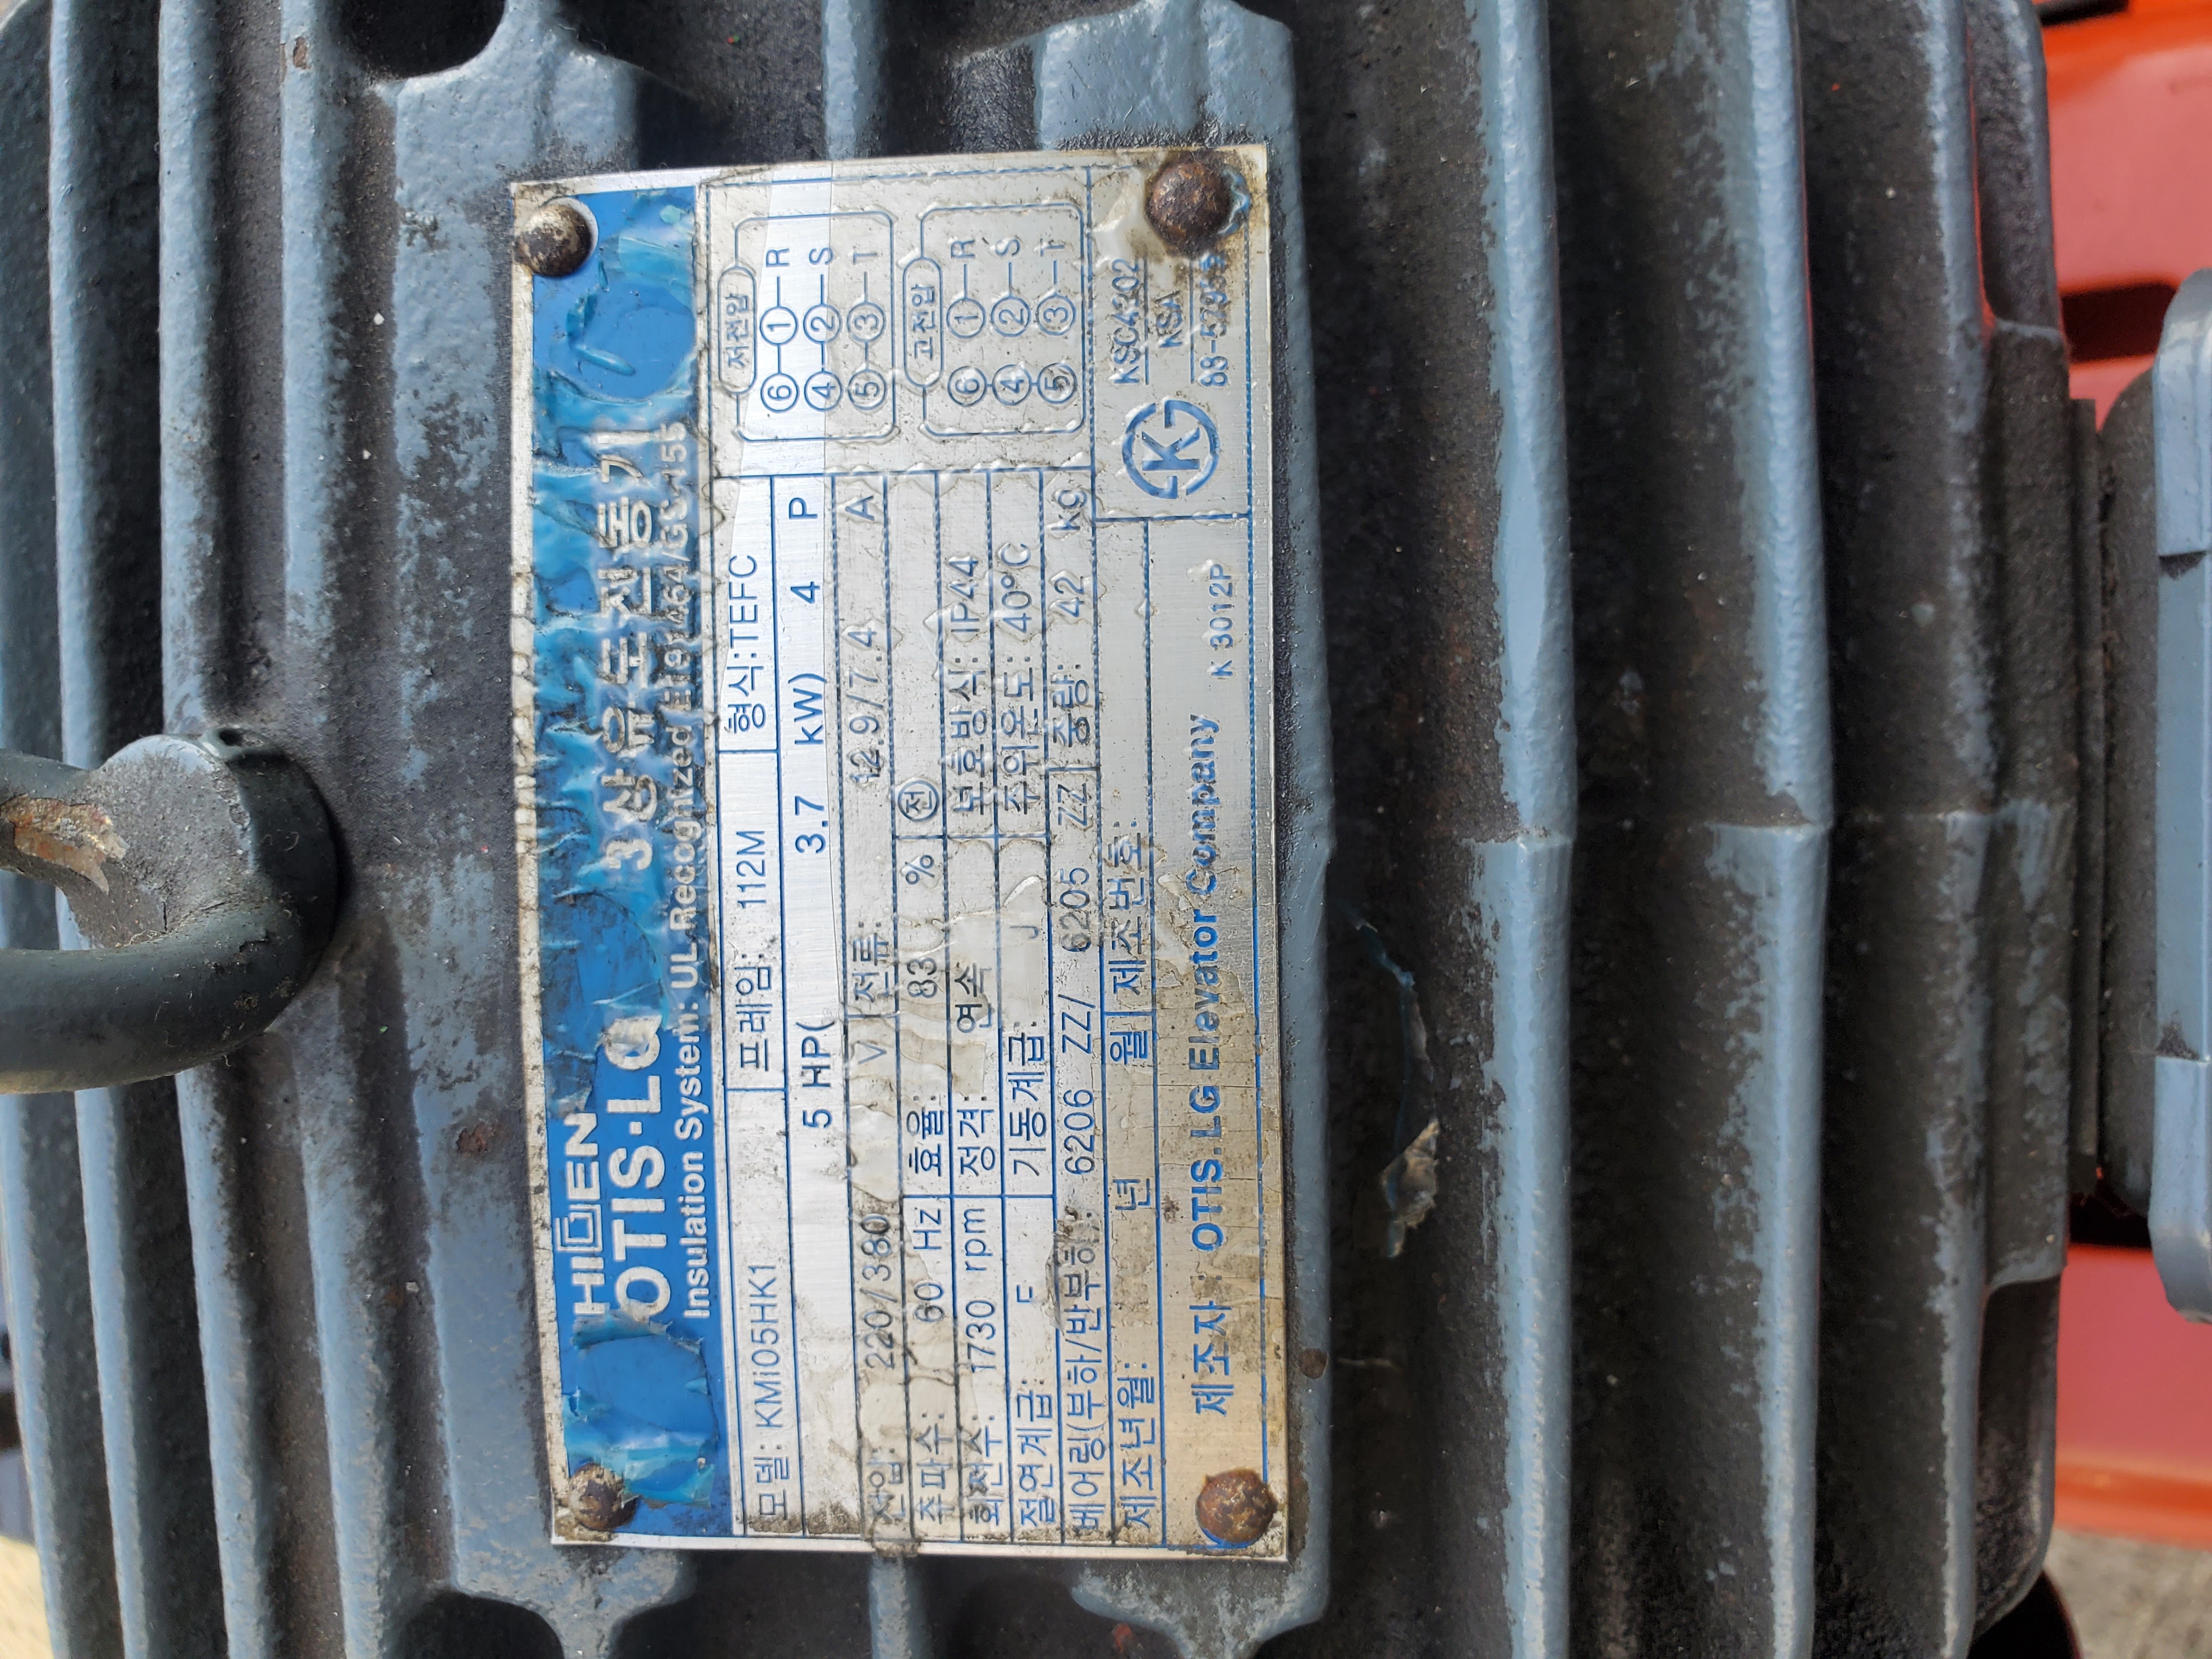 HIGEN
OTIS·LG 3상유도전동기
Insulation System: UL Recognized
모델: KMi05HK1 프레임: 112M 형식:TEFC
5 HP( 3.7 kW) 4 P
전압: 220/380 V 전류: 12.9/7.4 A
주파수: 60 Hz 효율: 83 % 전
회전수: 1730 rpm 정격: 연속 보호방식: IP44
절연계급: F 기동계급: J 주위온도: 40°C
베어링(부하/반부하): 6206 ZZ/ 6205 ZZ 중량: 42 kg
제조년월: 년 월 제조번호:
제조자 : OTIS.LG Elevator Company K 3012P
저전압
⑥—①—R
④—②—S
⑤—③—T
고전압
⑥ ①—R
④ ②—S
⑤ ③—T
K
KSC4202
KSA